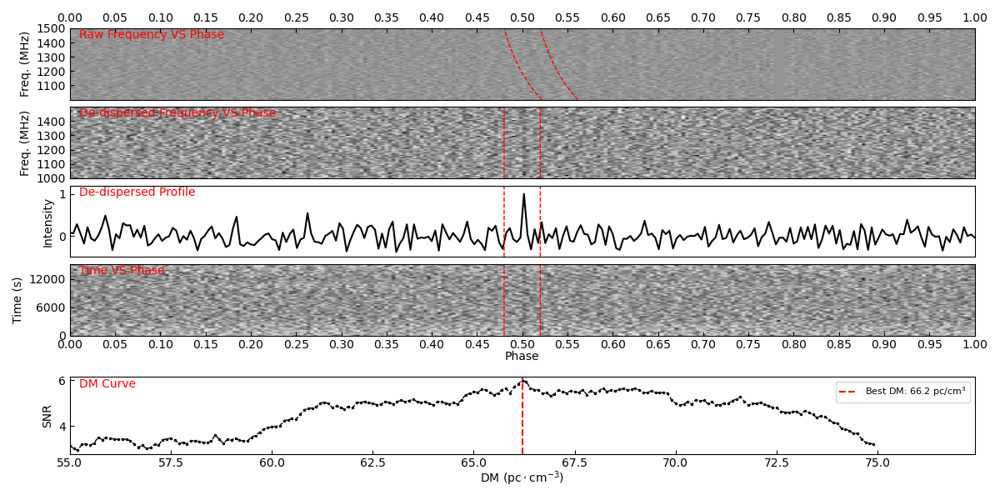 0.00 0.05 0.10 0.15 0.20 0.25 0.30 0.35 0.40 0.45 0.50 0.55 0.60 0.65 0.70 0.75 0.80 0.85 0.90 0.95 1.00
Raw Frequency VS Phase
Freq. (MHz)
1500
1400
1300
1200
1100
De-dispersed Frequency VS Phase
Freq. (MHz)
1400
1300
1200
1100
1000
De-dispersed Profile
Intensity
1
0
Time VS Phase
Time (s)
12000
6000
0
0.00 0.05 0.10 0.15 0.20 0.25 0.30 0.35 0.40 0.45 0.50 0.55 0.60 0.65 0.70 0.75 0.80 0.85 0.90 0.95 1.00
Phase
DM Curve
SNR
6
4
Best DM: 66.2 pc/cm³
55.0 57.5 60.0 62.5 65.0 67.5 70.0 72.5 75.0
DM (pc·cm⁻³)